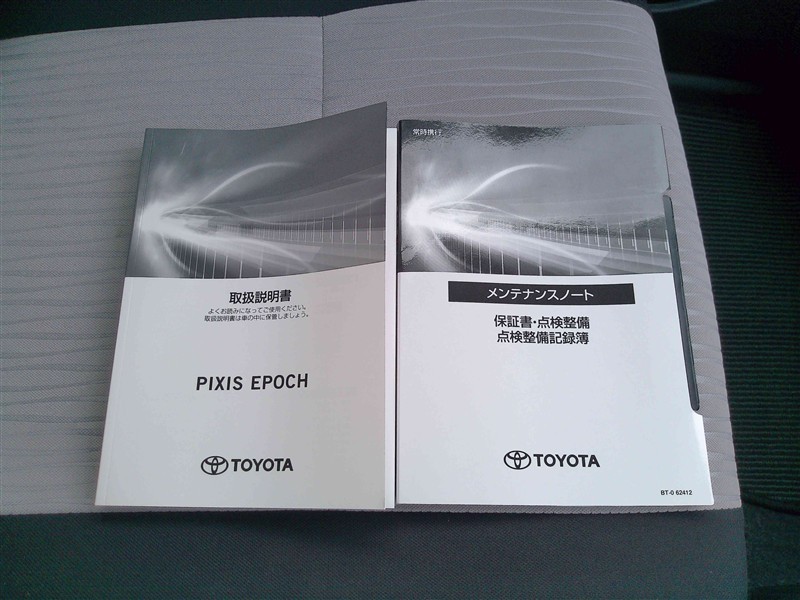 取扱説明書
よくお読みになってご使用ください。
取扱説明書は車の中に保管しましょう。
PIXIS EPOCH
TOYOTA
常時携行
メンテナンスノート
保証書・点検整備
点検整備記録簿
TOYOTA
BT-0 62412